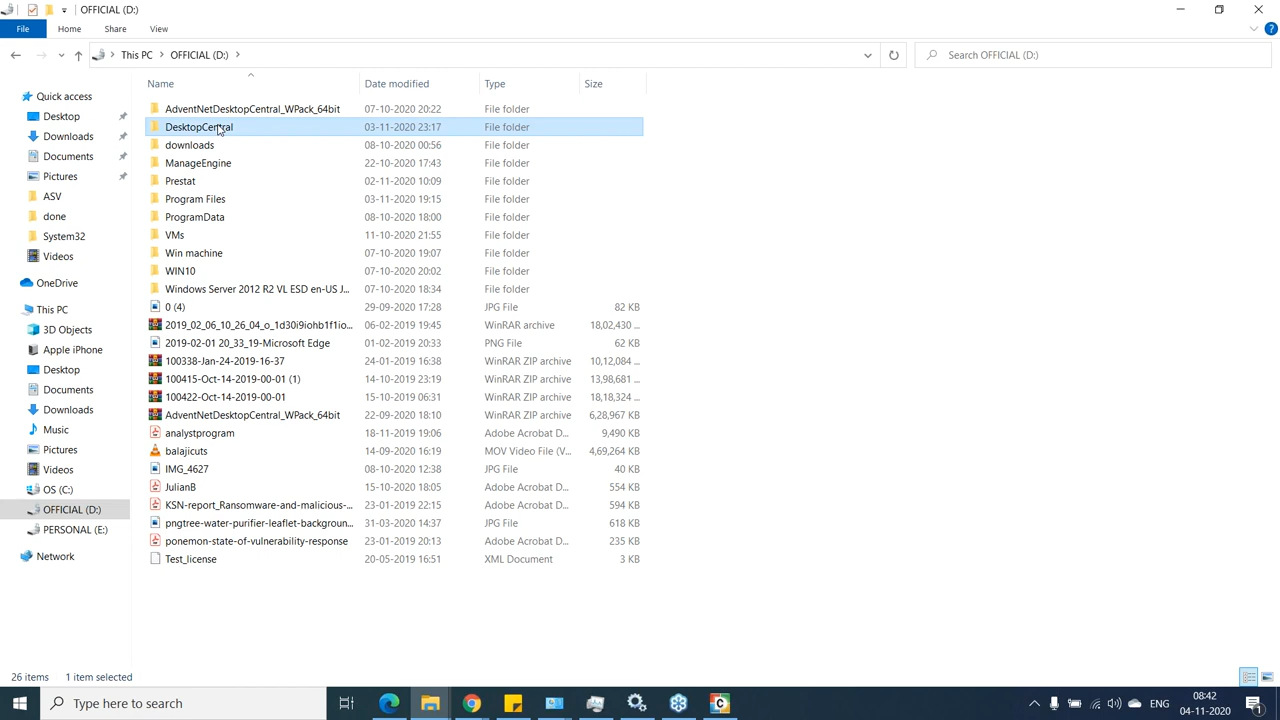 OFFICIAL (D:)
File Home Share View
This PC OFFICIAL (D:) Search OFFICIAL (D:)
Name Date modified Type Size
Quick access
Desktop
Downloads
Documents
Pictures
ASV
done
System32
Videos
OneDrive
This PC
3D Objects
Apple iPhone
Desktop
Documents
Downloads
Music
Pictures
Videos
OS (C:)
OFFICIAL (D:)
PERSONAL (E:)
Network
AdventNetDesktopCentral_WPack_64bit 07-10-2020 20:22 File folder
DesktopCentral 03-11-2020 23:17 File folder
downloads 08-10-2020 00:56 File folder
ManageEngine 22-10-2020 17:43 File folder
Prestat 02-11-2020 10:09 File folder
Program Files 03-11-2020 19:15 File folder
ProgramData 08-10-2020 18:00 File folder
VMs 11-10-2020 21:55 File folder
Win machine 07-10-2020 19:07 File folder
WIN10 07-10-2020 20:02 File folder
Windows Server 2012 R2 VL ESD en-US J... 07-10-2020 18:34 File folder
0 (4) 29-09-2020 17:28 JPG File 82 KB
2019_02_06_10_26_04_o_1d30i9iohb1f1io... 06-02-2019 19:45 WinRAR archive 18,02,430 ...
2019-02-01 20_33_19-Microsoft Edge 01-02-2019 20:33 PNG File 62 KB
100338-Jan-24-2019-16-37 24-01-2019 16:38 WinRAR ZIP archive 10,12,084 ...
100415-Oct-14-2019-00-01 (1) 14-10-2019 23:19 WinRAR ZIP archive 13,98,681 ...
100422-Oct-14-2019-00-01 15-10-2019 06:31 WinRAR ZIP archive 18,18,324 ...
AdventNetDesktopCentral_WPack_64bit 22-09-2020 18:10 WinRAR ZIP archive 6,28,967 KB
analystprogram 18-11-2019 19:06 Adobe Acrobat D... 9,490 KB
balajicuts 14-09-2020 16:19 MOV Video File (V... 4,69,264 KB
IMG_4627 08-10-2020 12:38 JPG File 40 KB
JulianB 15-10-2020 18:05 Adobe Acrobat D... 554 KB
KSN-report_Ransomware-and-malicious-... 23-01-2019 22:15 Adobe Acrobat D... 594 KB
pngtree-water-purifier-leaflet-backgroun... 31-03-2020 14:37 JPG File 618 KB
ponemon-state-of-vulnerability-response 23-01-2019 20:13 Adobe Acrobat D... 235 KB
Test_license 20-05-2019 16:51 XML Document 3 KB
26 items 1 item selected
Type here to search
ENG
08:42
04-11-2020